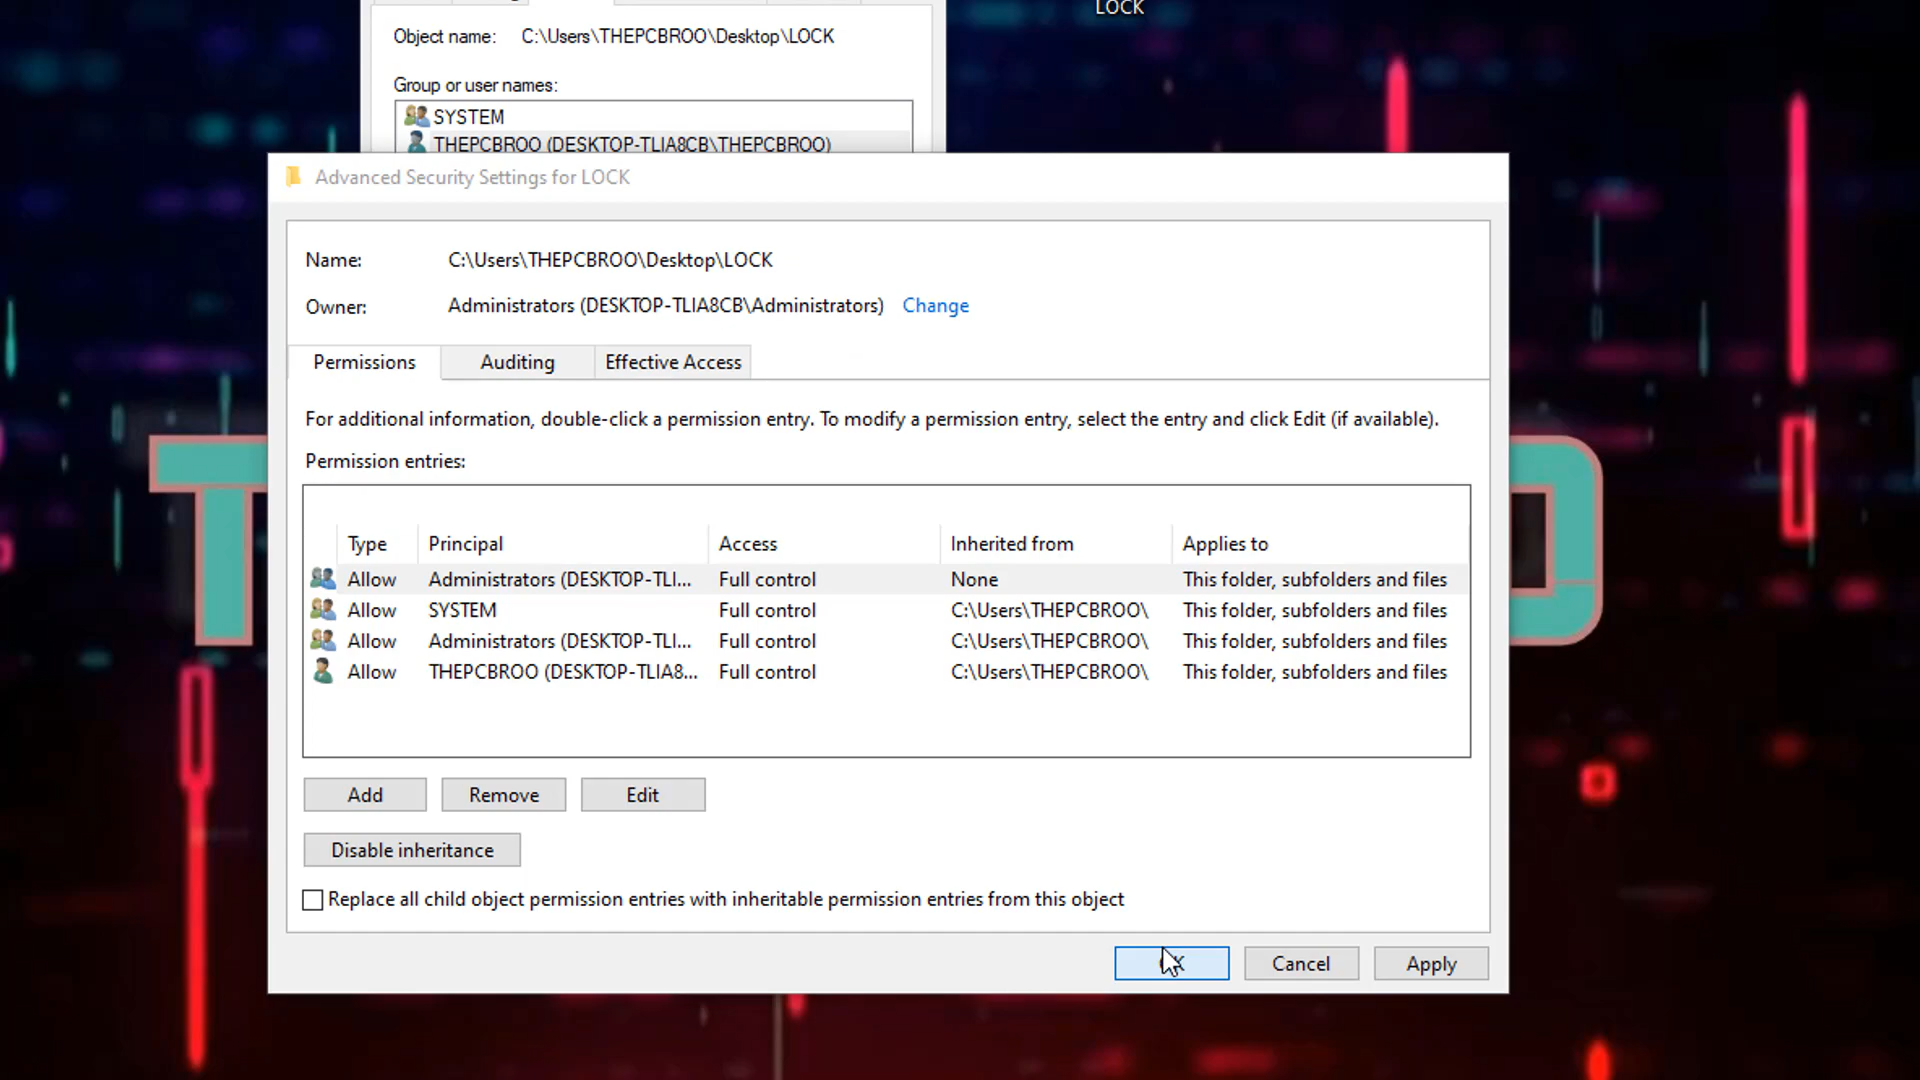 LOCK
Object name: C:\Users\THEPCBROO\Desktop\LOCK
Group or user names:
SYSTEM
THEPCBROO (DESKTOP-TLIA8CB\THEPCBROO)
Advanced Security Settings for LOCK
Name: C:\Users\THEPCBROO\Desktop\LOCK
Owner: Administrators (DESKTOP-TLIA8CB\Administrators) Change
Permissions Auditing Effective Access
For additional information, double-click a permission entry. To modify a permission entry, select the entry and click Edit (if available).
Permission entries:
Type Principal Access Inherited from Applies to
Allow Administrators (DESKTOP-TLI... Full control None This folder, subfolders and files
Allow SYSTEM Full control C:\Users\THEPCBROO\ This folder, subfolders and files
Allow Administrators (DESKTOP-TLI... Full control C:\Users\THEPCBROO\ This folder, subfolders and files
Allow THEPCBROO (DESKTOP-TLIA8... Full control C:\Users\THEPCBROO\ This folder, subfolders and files
Add Remove Edit
Disable inheritance
Replace all child object permission entries with inheritable permission entries from this object
OK Cancel Apply